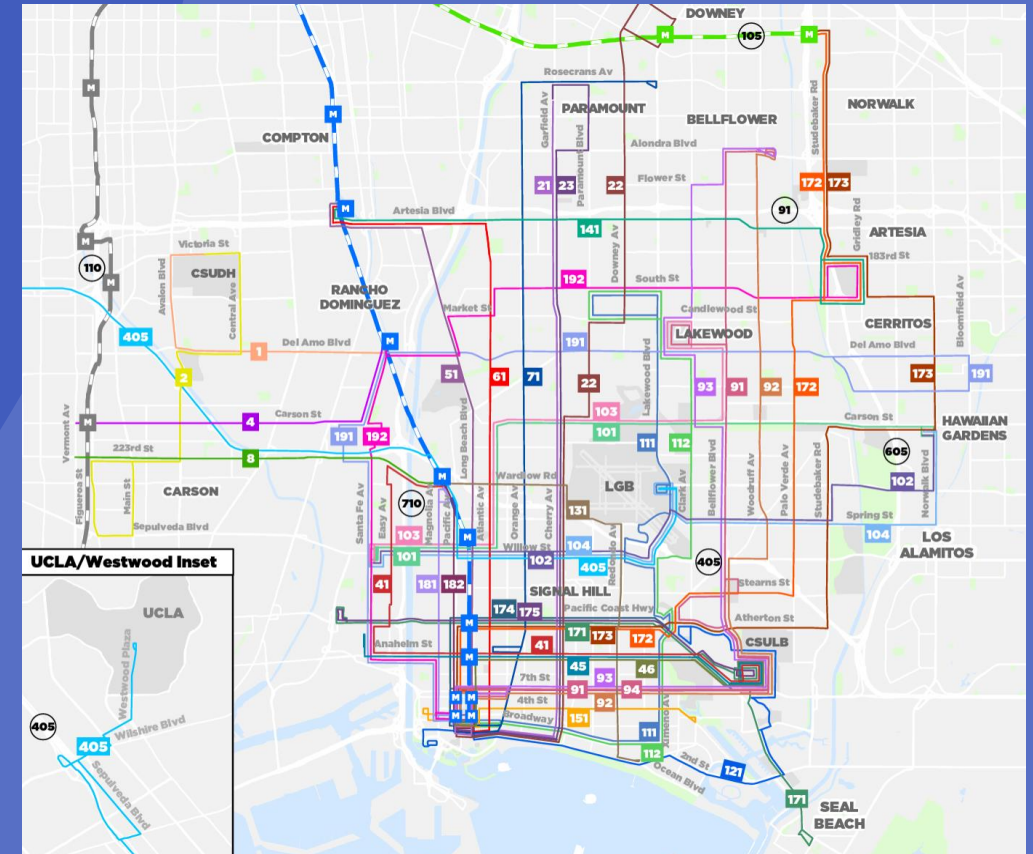 DOWNEY
M
105
M
Rosecrans Av
M
Garfield Av
PARAMOUNT
Studebaker Rd
NORWALK
M
COMPTON
BELLFLOWER
Paramount Blvd
Alondra Blvd
21
23
22
Flower St
172
173
M
Artesia Blvd
91
Gridley Rd
141
ARTESIA
M
Victoria St
Downey Av
183rd St
110
CSUDH
M
Avalon Blvd
Central Ave
192
South St
RANCHO
DOMINGUEZ
Bloomfield Av
Market St
Candlewood St
405
CERRITOS
LAKEWOOD
1
Del Amo Blvd
M
191
Del Amo Blvd
2
51
61
71
22
Lakewood Blvd
93
91
92
172
173
191
103
M
4
Carson St
101
Carson St
HAWAIIAN
GARDENS
Vermont Av
191
192
Long Beach Blvd
111
112
223rd St
8
605
M
Wardlow Rd
102
CARSON
710
LGB
Figueroa St
Main St
Santa Fe Av
Easy Av
Magnolia Av
Pacific Av
Atlantic Av
Orange Av
Cherry Av
131
Clark Av
Bellflower Blvd
Woodruff Av
Palo Verde Av
Studebaker Rd
Norwalk Blvd
Spring St
Sepulveda Blvd
103
M
104
LOS
ALAMITOS
101
Willow St
104
102
405
Redondo Av
405
UCLA/Westwood Inset
41
181
182
SIGNAL HILL
Stearns St
UCLA
174
175
Pacific Coast Hwy
Atherton St
M
171
173
172
Anaheim St
41
CSULB
M
45
46
7th St
93
Westwood Plaza
91
94
M
M
4th St
92
M
M
Broadway
151
Ximeno Av
405
111
Wilshire Blvd
405
112
2nd St
121
Ocean Blvd
Sepulveda Blvd
171
SEAL
BEACH